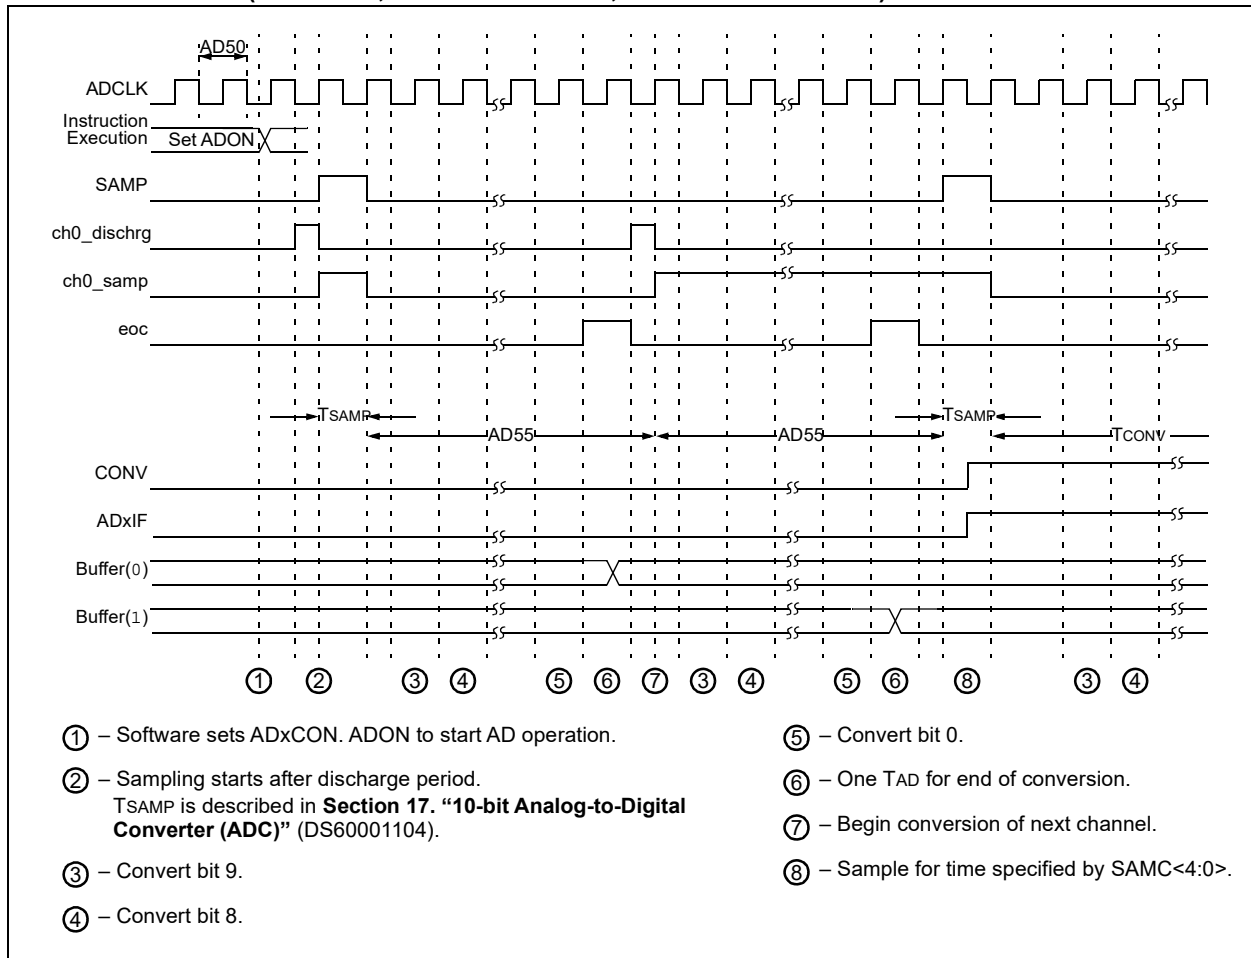 AD50
ADCLK
Instruction
Execution
Set ADON
SAMP
ch0_dischrg
ch0_samp
eoc
TSAMP
TSAMP
AD55
AD55
TCONV
CONV
ADxIF
Buffer(0)
Buffer(1)
1 2 3 4 5 6 7 3 4 5 6 8 3 4
1 – Software sets ADxCON. ADON to start AD operation.
2 – Sampling starts after discharge period.
TSAMP is described in Section 17. “10-bit Analog-to-Digital
Converter (ADC)” (DS60001104).
3 – Convert bit 9.
4 – Convert bit 8.
5 – Convert bit 0.
6 – One TAD for end of conversion.
7 – Begin conversion of next channel.
8 – Sample for time specified by SAMC<4:0>.